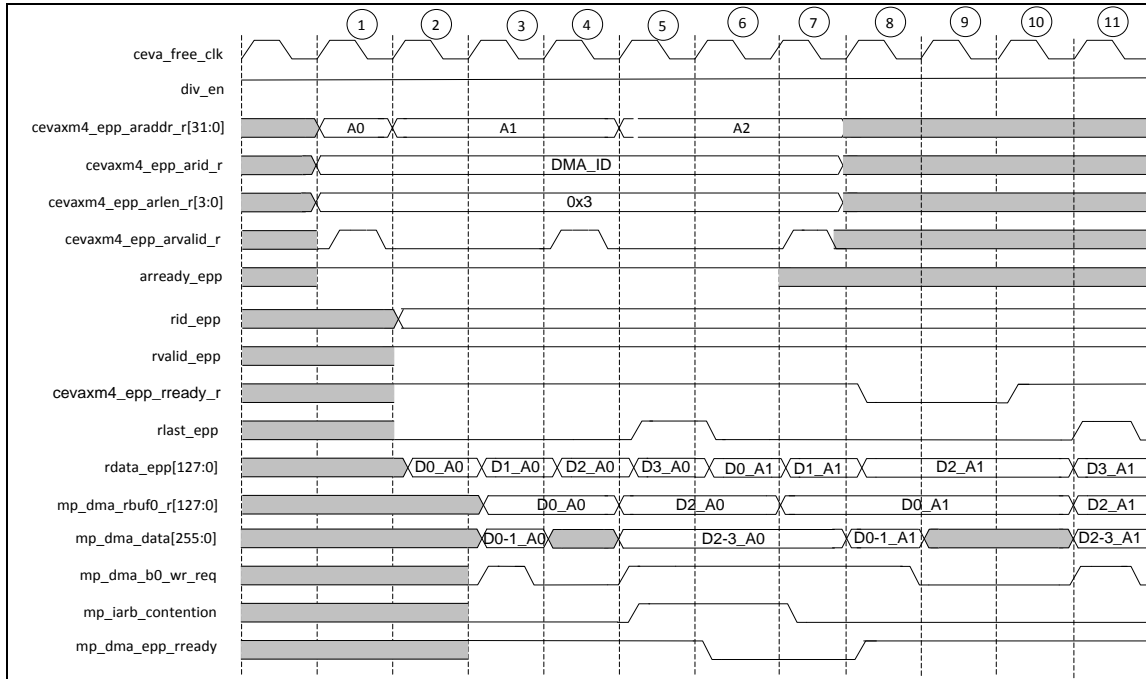 1 2 3 4 5 6 7 8 9 10 11
ceva_free_clk
div_en
cevaxm4_epp_araddr_r[31:0] A0 A1 A2
cevaxm4_epp_arid_r DMA_ID
cevaxm4_epp_arlen_r[3:0] 0x3
cevaxm4_epp_arvalid_r
arready_epp
rid_epp
rvalid_epp
cevaxm4_epp_rready_r
rlast_epp
rdata_epp[127:0] D0_A0 D1_A0 D2_A0 D3_A0 D0_A1 D1_A1 D2_A1 D3_A1
mp_dma_rbuf0_r[127:0] D0_A0 D2_A0 D0_A1 D2_A1
mp_dma_data[255:0] D0-1_A0 D2-3_A0 D0-1_A1 D2-3_A1
mp_dma_b0_wr_req
mp_iarb_contention
mp_dma_epp_rready